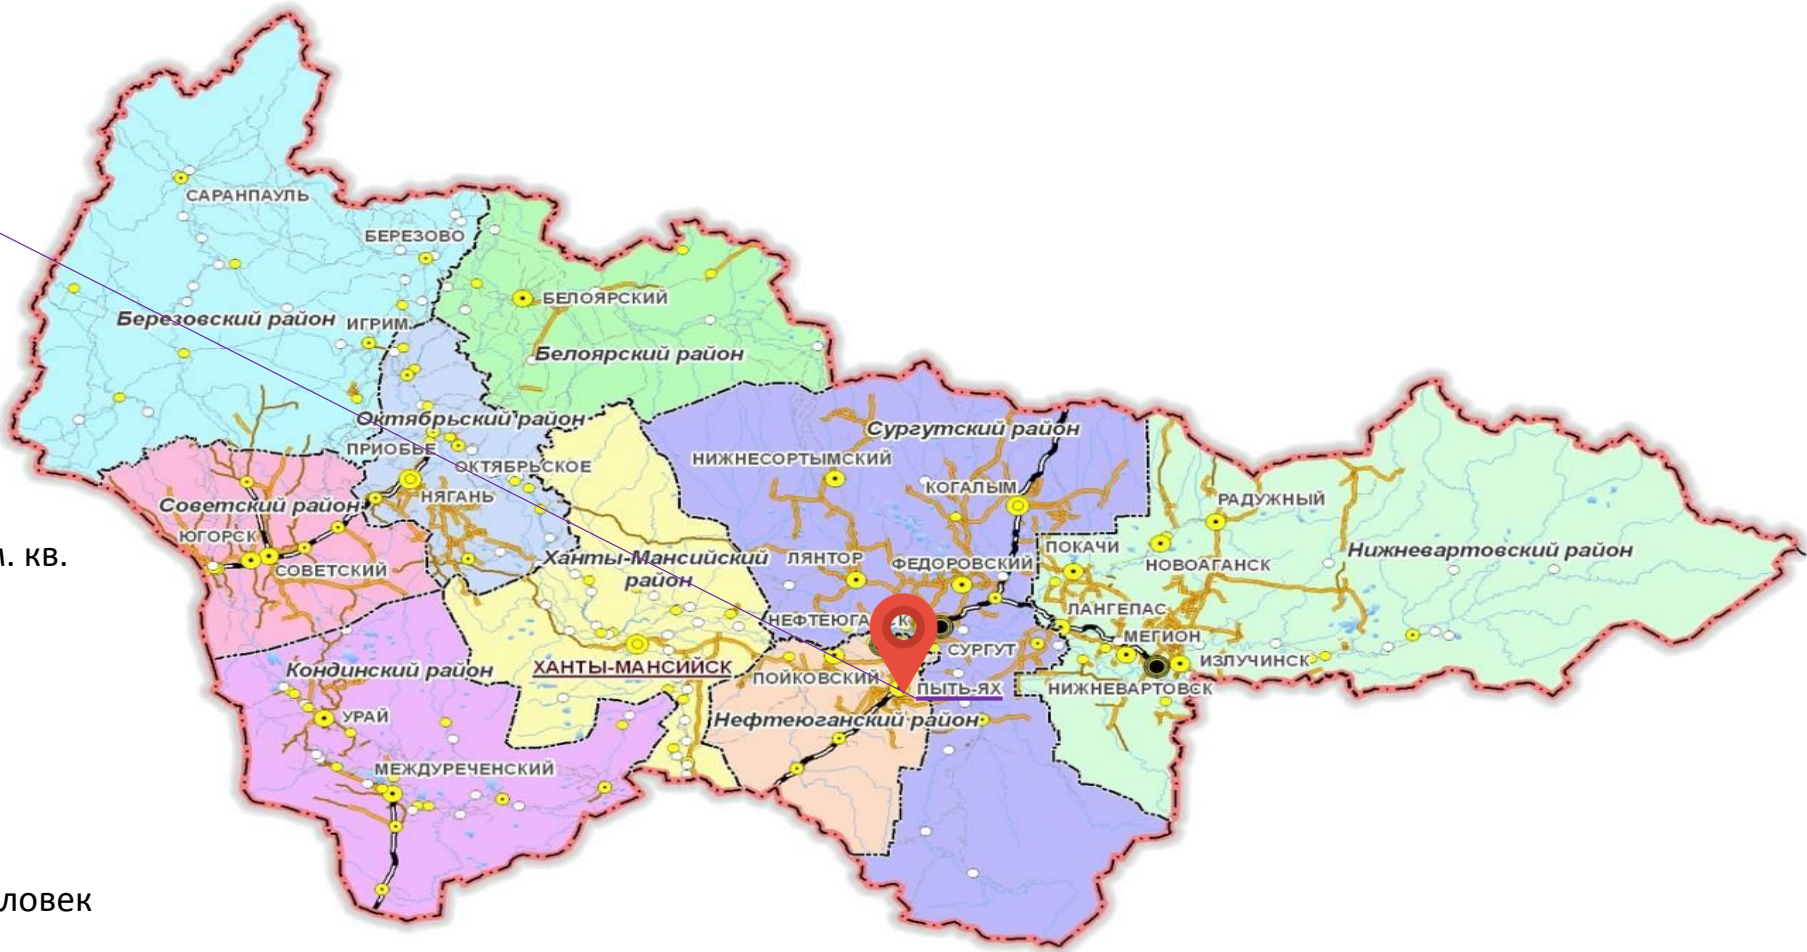 САРАНПАУЛЬ
БЕРЕЗОВО
БЕЛОЯРСКИЙ
Березовский район
ИГРИМ
Белоярский район
Октябрьский район
Сургутский район
ПРИОБЬЕ
ОКТЯБРЬСКОЕ
НИЖНЕСОРТЫМСКИЙ
КОГАЛЫМ
НЯГАНЬ
РАДУЖНЫЙ
Советский район
ЮГОРСК
м. кв.
СОВЕТСКИЙ
Ханты-Мансийский
район
ЛЯНТОР
ФЕДОРОВСКИЙ
ПОКАЧИ
НОВОАГАНСК
Нижневартовский район
ЛАНГЕПАС
НЕФТЕЮГА
СК
МЕГИОН
СУРГУТ
ИЗЛУЧИНСК
Кондинский район
ХАНТЫ-МАНСИЙСК
ПОЙКОВСКИЙ
ПЫТЬ-ЯХ
НИЖНЕВАРТОВСК
УРАЙ
Нефтеюганский район
МЕЖДУРЕЧЕНСКИЙ
ловек